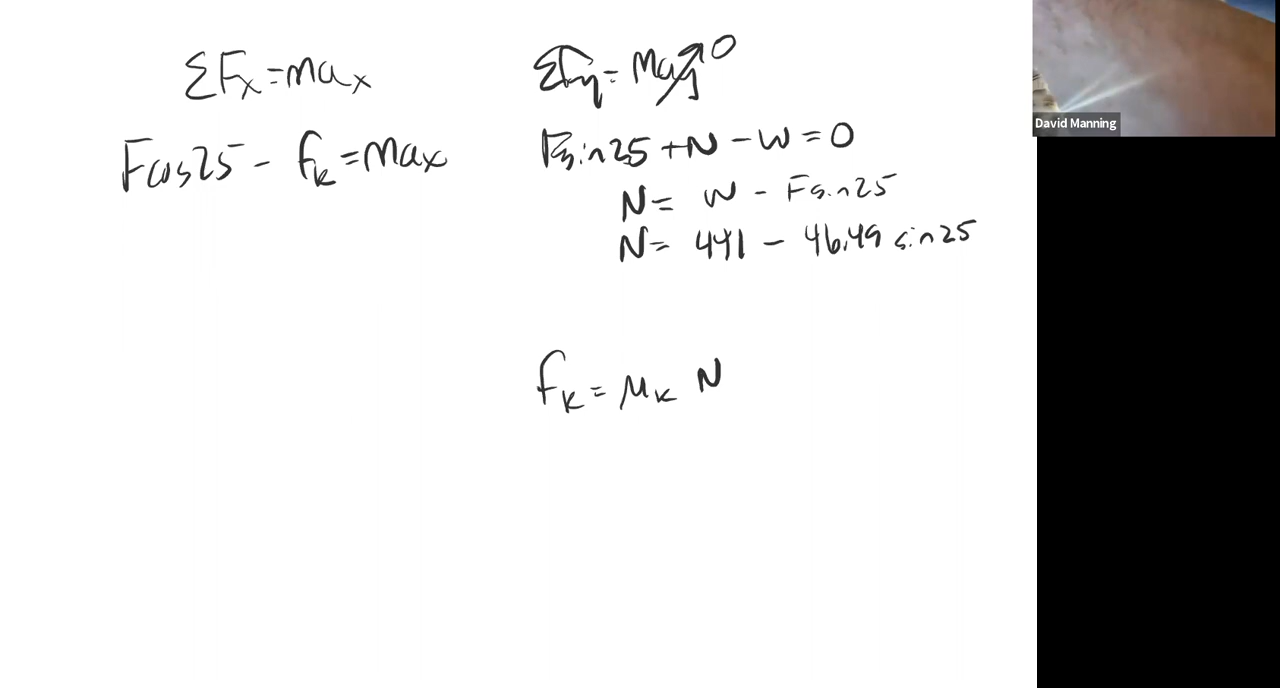 ΣFx=max
Fcos25 - fk=max
ΣFy=may 0
Fsin25 +N - W = 0
N= W - Fsin25
N= 441 - 46.49 sin25
fk = μk N
David Manning